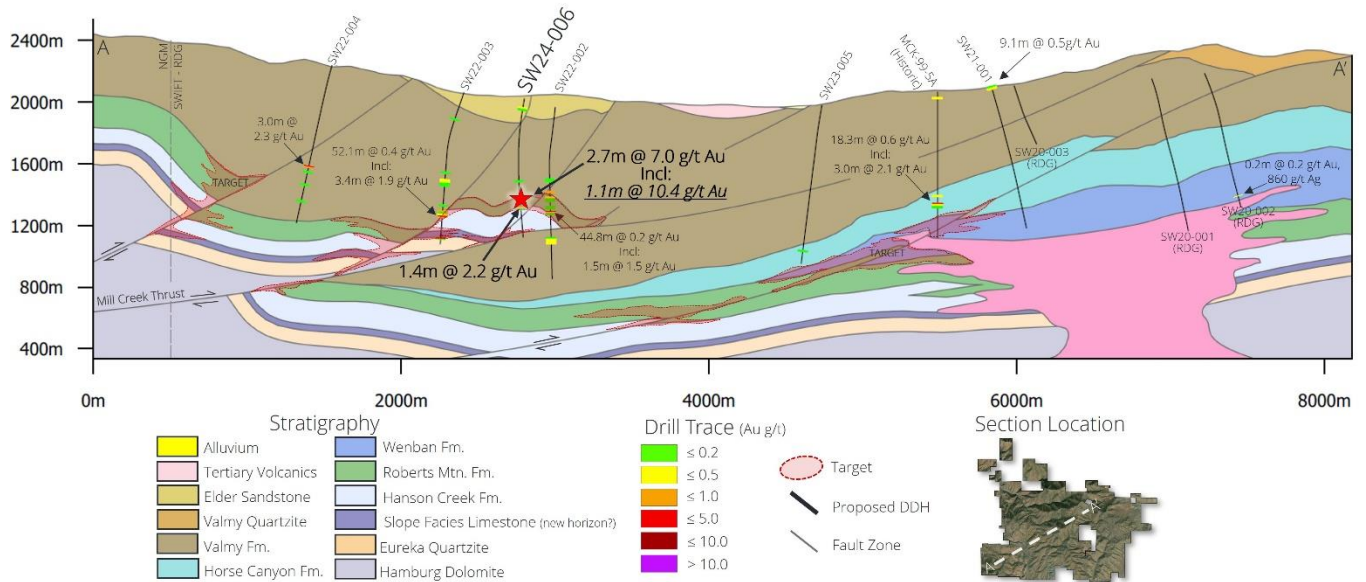 2400m
2000m
1600m
1200m
800m
400m
A
NGM
SWIFT - RDG
SW22-004
SW22-003
SW24-006
SW22-002
SW23-005
MCK-99-5A
(Historic)
SW21-001
9.1m @ 0.5g/t Au
A'
3.0m @
2.3 g/t Au
52.1m @ 0.4 g/t Au
Incl:
3.4m @ 1.9 g/t Au
2.7m @ 7.0 g/t Au
Incl:
1.1m @ 10.4 g/t Au
18.3m @ 0.6 g/t Au
Incl:
3.0m @ 2.1 g/t Au
SW20-003
(RDG)
0.2m @ 0.2 g/t Au,
860 g/t Ag
TARGET
44.8m @ 0.2 g/t Au
Incl:
1.5m @ 1.5 g/t Au
1.4m @ 2.2 g/t Au
TARGET
SW20-001
(RDG)
SW20-002
(RDG)
Mill Creek Thrust
0m
2000m
4000m
6000m
8000m
Stratigraphy
Alluvium
Tertiary Volcanics
Elder Sandstone
Valmy Quartzite
Valmy Fm.
Horse Canyon Fm.
Wenban Fm.
Roberts Mtn. Fm.
Hanson Creek Fm.
Slope Facies Limestone (new horizon?)
Eureka Quartzite
Hamburg Dolomite
Drill Trace (Au g/t)
≤ 0.2
≤ 0.5
≤ 1.0
≤ 5.0
≤ 10.0
> 10.0
Target
Proposed DDH
Fault Zone
Section Location